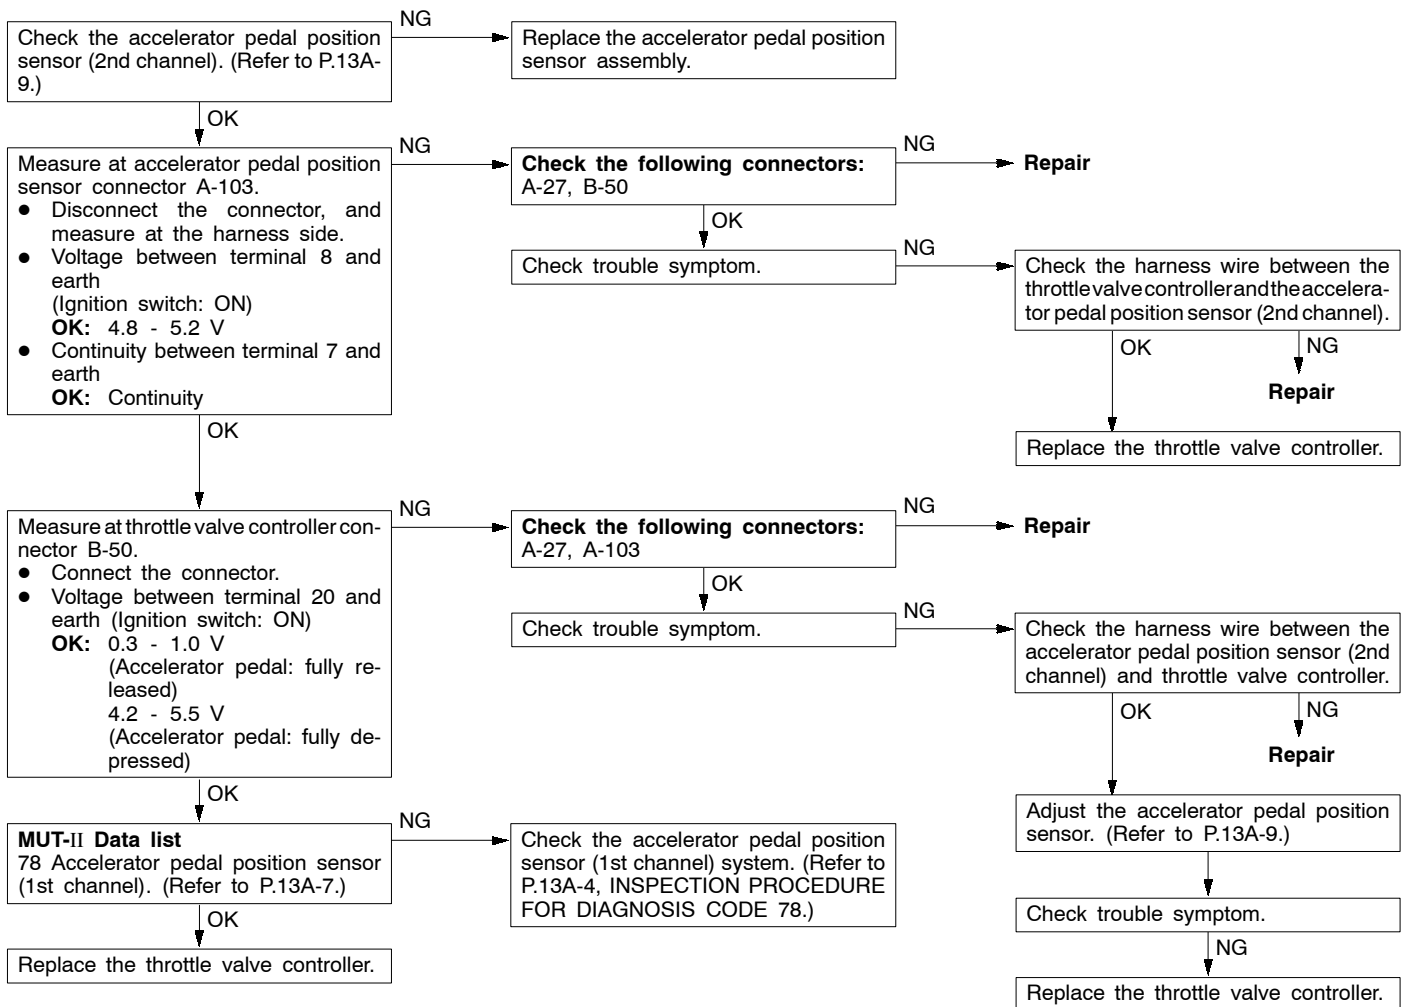 Check the accelerator pedal position
sensor (2nd channel). (Refer to P.13A-
9.)
NG
Replace the accelerator pedal position
sensor assembly.
OK
Measure at accelerator pedal position
sensor connector A-103.
● Disconnect the connector, and
measure at the harness side.
● Voltage between terminal 8 and
earth
(Ignition switch: ON)
OK: 4.8 - 5.2 V
● Continuity between terminal 7 and
earth
OK: Continuity
NG
Check the following connectors:
A-27, B-50
NG
Repair
OK
Check trouble symptom.
NG
Check the harness wire between the
throttle valve controller and the accelera-
tor pedal position sensor (2nd channel).
OK
NG
Repair
Replace the throttle valve controller.
OK
Measure at throttle valve controller con-
nector B-50.
● Connect the connector.
● Voltage between terminal 20 and
earth (Ignition switch: ON)
OK: 0.3 - 1.0 V
(Accelerator pedal: fully re-
leased)
4.2 - 5.5 V
(Accelerator pedal: fully de-
pressed)
NG
Check the following connectors:
A-27, A-103
NG
Repair
OK
Check trouble symptom.
NG
Check the harness wire between the
accelerator pedal position sensor (2nd
channel) and throttle valve controller.
OK
NG
Repair
Adjust the accelerator pedal position
sensor. (Refer to P.13A-9.)
Check trouble symptom.
NG
Replace the throttle valve controller.
OK
MUT-II Data list
78 Accelerator pedal position sensor
(1st channel). (Refer to P.13A-7.)
NG
Check the accelerator pedal position
sensor (1st channel) system. (Refer to
P.13A-4, INSPECTION PROCEDURE
FOR DIAGNOSIS CODE 78.)
OK
Replace the throttle valve controller.